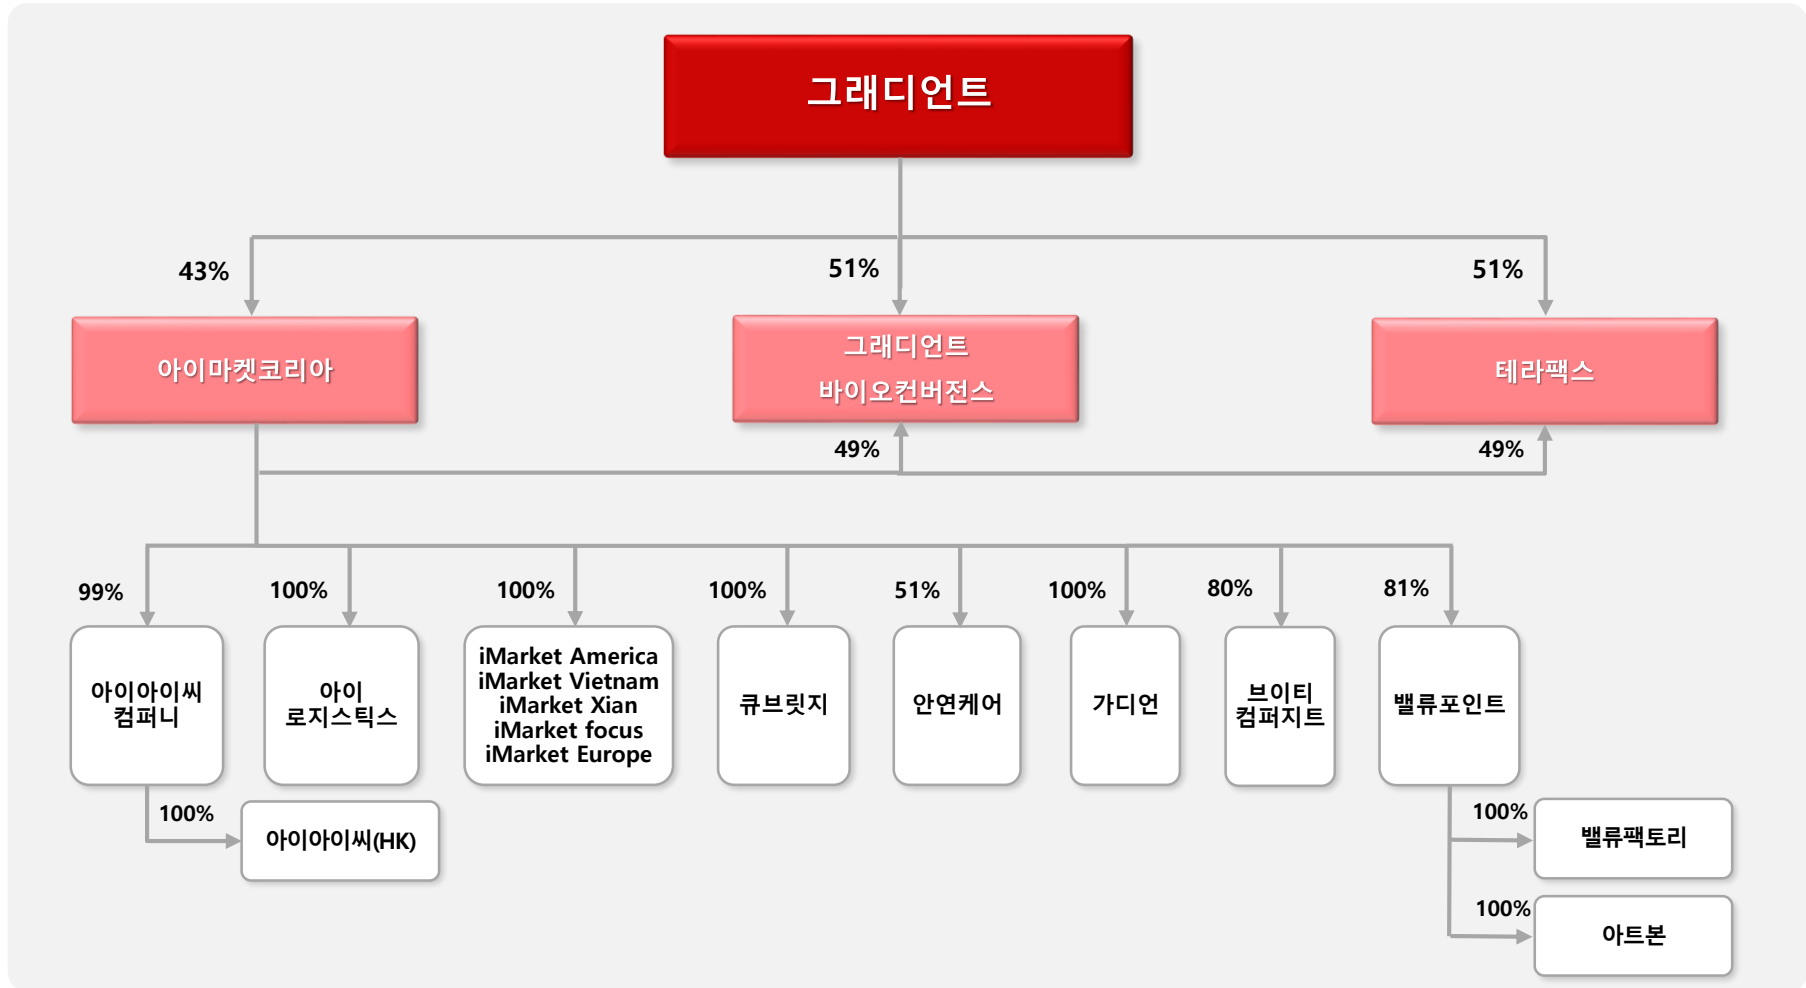 그래디언트
43%
51%
51%
아이마켓코리아
그래디언트
바이오컨버전스
테라팩스
49%
49%
99%
100%
100%
100%
51%
100%
80%
81%
아이아이씨
컴퍼니
아이
로지스틱스
iMarket America
iMarket Vietnam
iMarket Xian
iMarket focus
iMarket Europe
큐브릿지
안연케어
가디언
브이티
컴퍼지트
밸류포인트
100%
아이아이씨(HK)
100%
밸류팩토리
100%
아트본